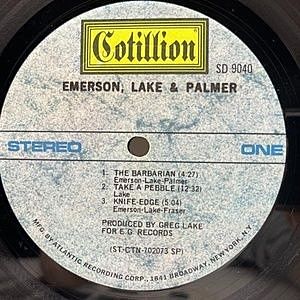 Cotillion
SD 9040
EMERSON, LAKE & PALMER
STEREO
ONE
1. THE BARBARIAN (4:27)
Emerson-Lake-Palmer
2. TAKE A PEBBLE (12:32)
Lake
3. KNIFE-EDGE (5:04)
Emerson-Lake-Fraser
PRODUCED BY GREG LAKE
FOR E.G. RECORDS
(ST-CTN-702073 SP)
MFG BY ATLANTIC RECORDING CORP., 1841 BROADWAY, NEW YORK, N.Y.